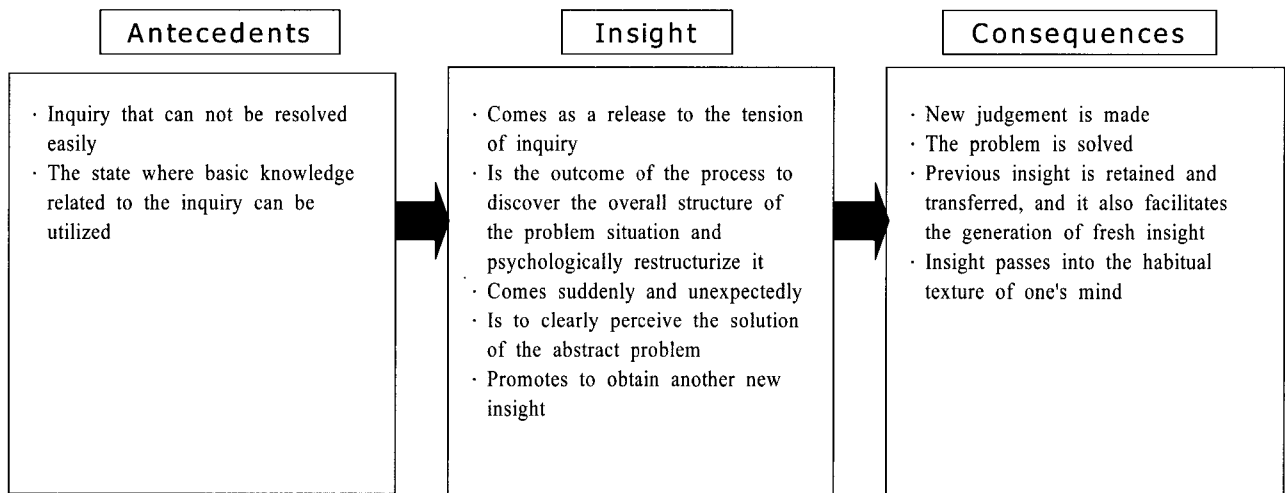 Antecedents
· Inquiry that can not be resolved
easily
· The state where basic knowledge
related to the inquiry can be
utilized
Insight
· Comes as a release to the tension
of inquiry
· Is the outcome of the process to
discover the overall structure of
the problem situation and
psychologically restructurize it
· Comes suddenly and unexpectedly
· Is to clearly perceive the solution
of the abstract problem
· Promotes to obtain another new
insight
Consequences
· New judgement is made
· The problem is solved
· Previous insight is retained and
transferred, and it also facilitates
the generation of fresh insight
· Insight passes into the habitual
texture of one's mind